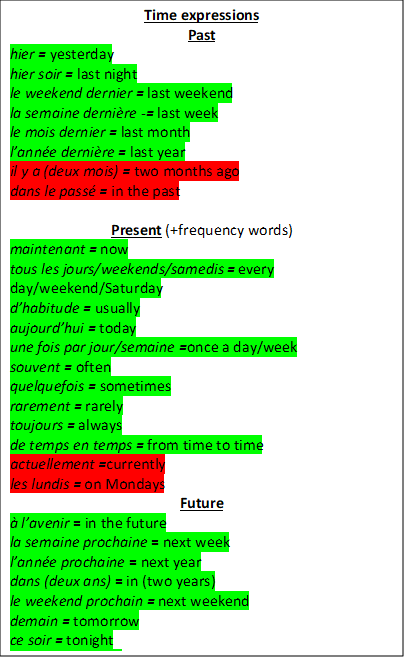 Time expressions
Past
hier = yesterday
hier soir = last night
le weekend dernier = last weekend
la semaine dernière -= last week
le mois dernier = last month
l’année dernière = last year
il y a (deux mois) = two months ago
dans le passé = in the past
Present (+frequency words)
maintenant = now
tous les jours/weekends/samedis = every
day/weekend/Saturday
d’habitude = usually
aujourd’hui = today
une fois par jour/semaine =once a day/week
souvent = often
quelquefois = sometimes
rarement = rarely
toujours = always
de temps en temps = from time to time
actuellement =currently
les lundis = on Mondays
Future
à l’avenir = in the future
la semaine prochaine = next week
l’année prochaine = next year
dans (deux ans) = in (two years)
le weekend prochain = next weekend
demain = tomorrow
ce soir = tonight